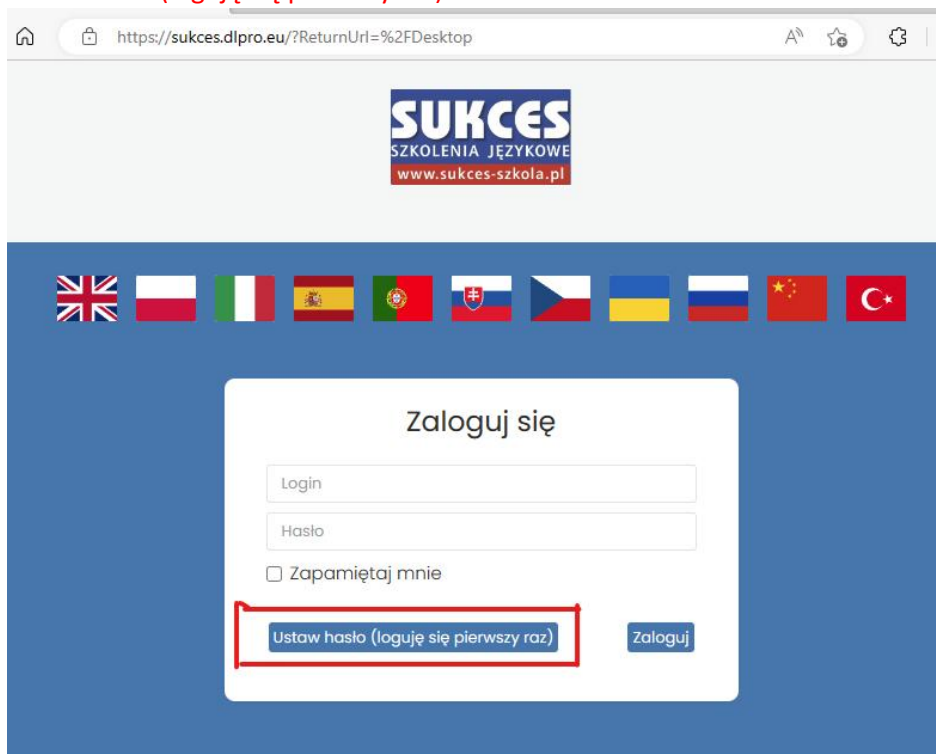 https://sukces.dlpro.eu/?ReturnUrl=%2FDesktop
SUKCES
SZKOLENIA JĘZYKOWE
www.sukces-szkola.pl
Zaloguj się
Login
Hasło
Zapamiętaj mnie
Ustaw hasło (loguję się pierwszy raz) Zaloguj